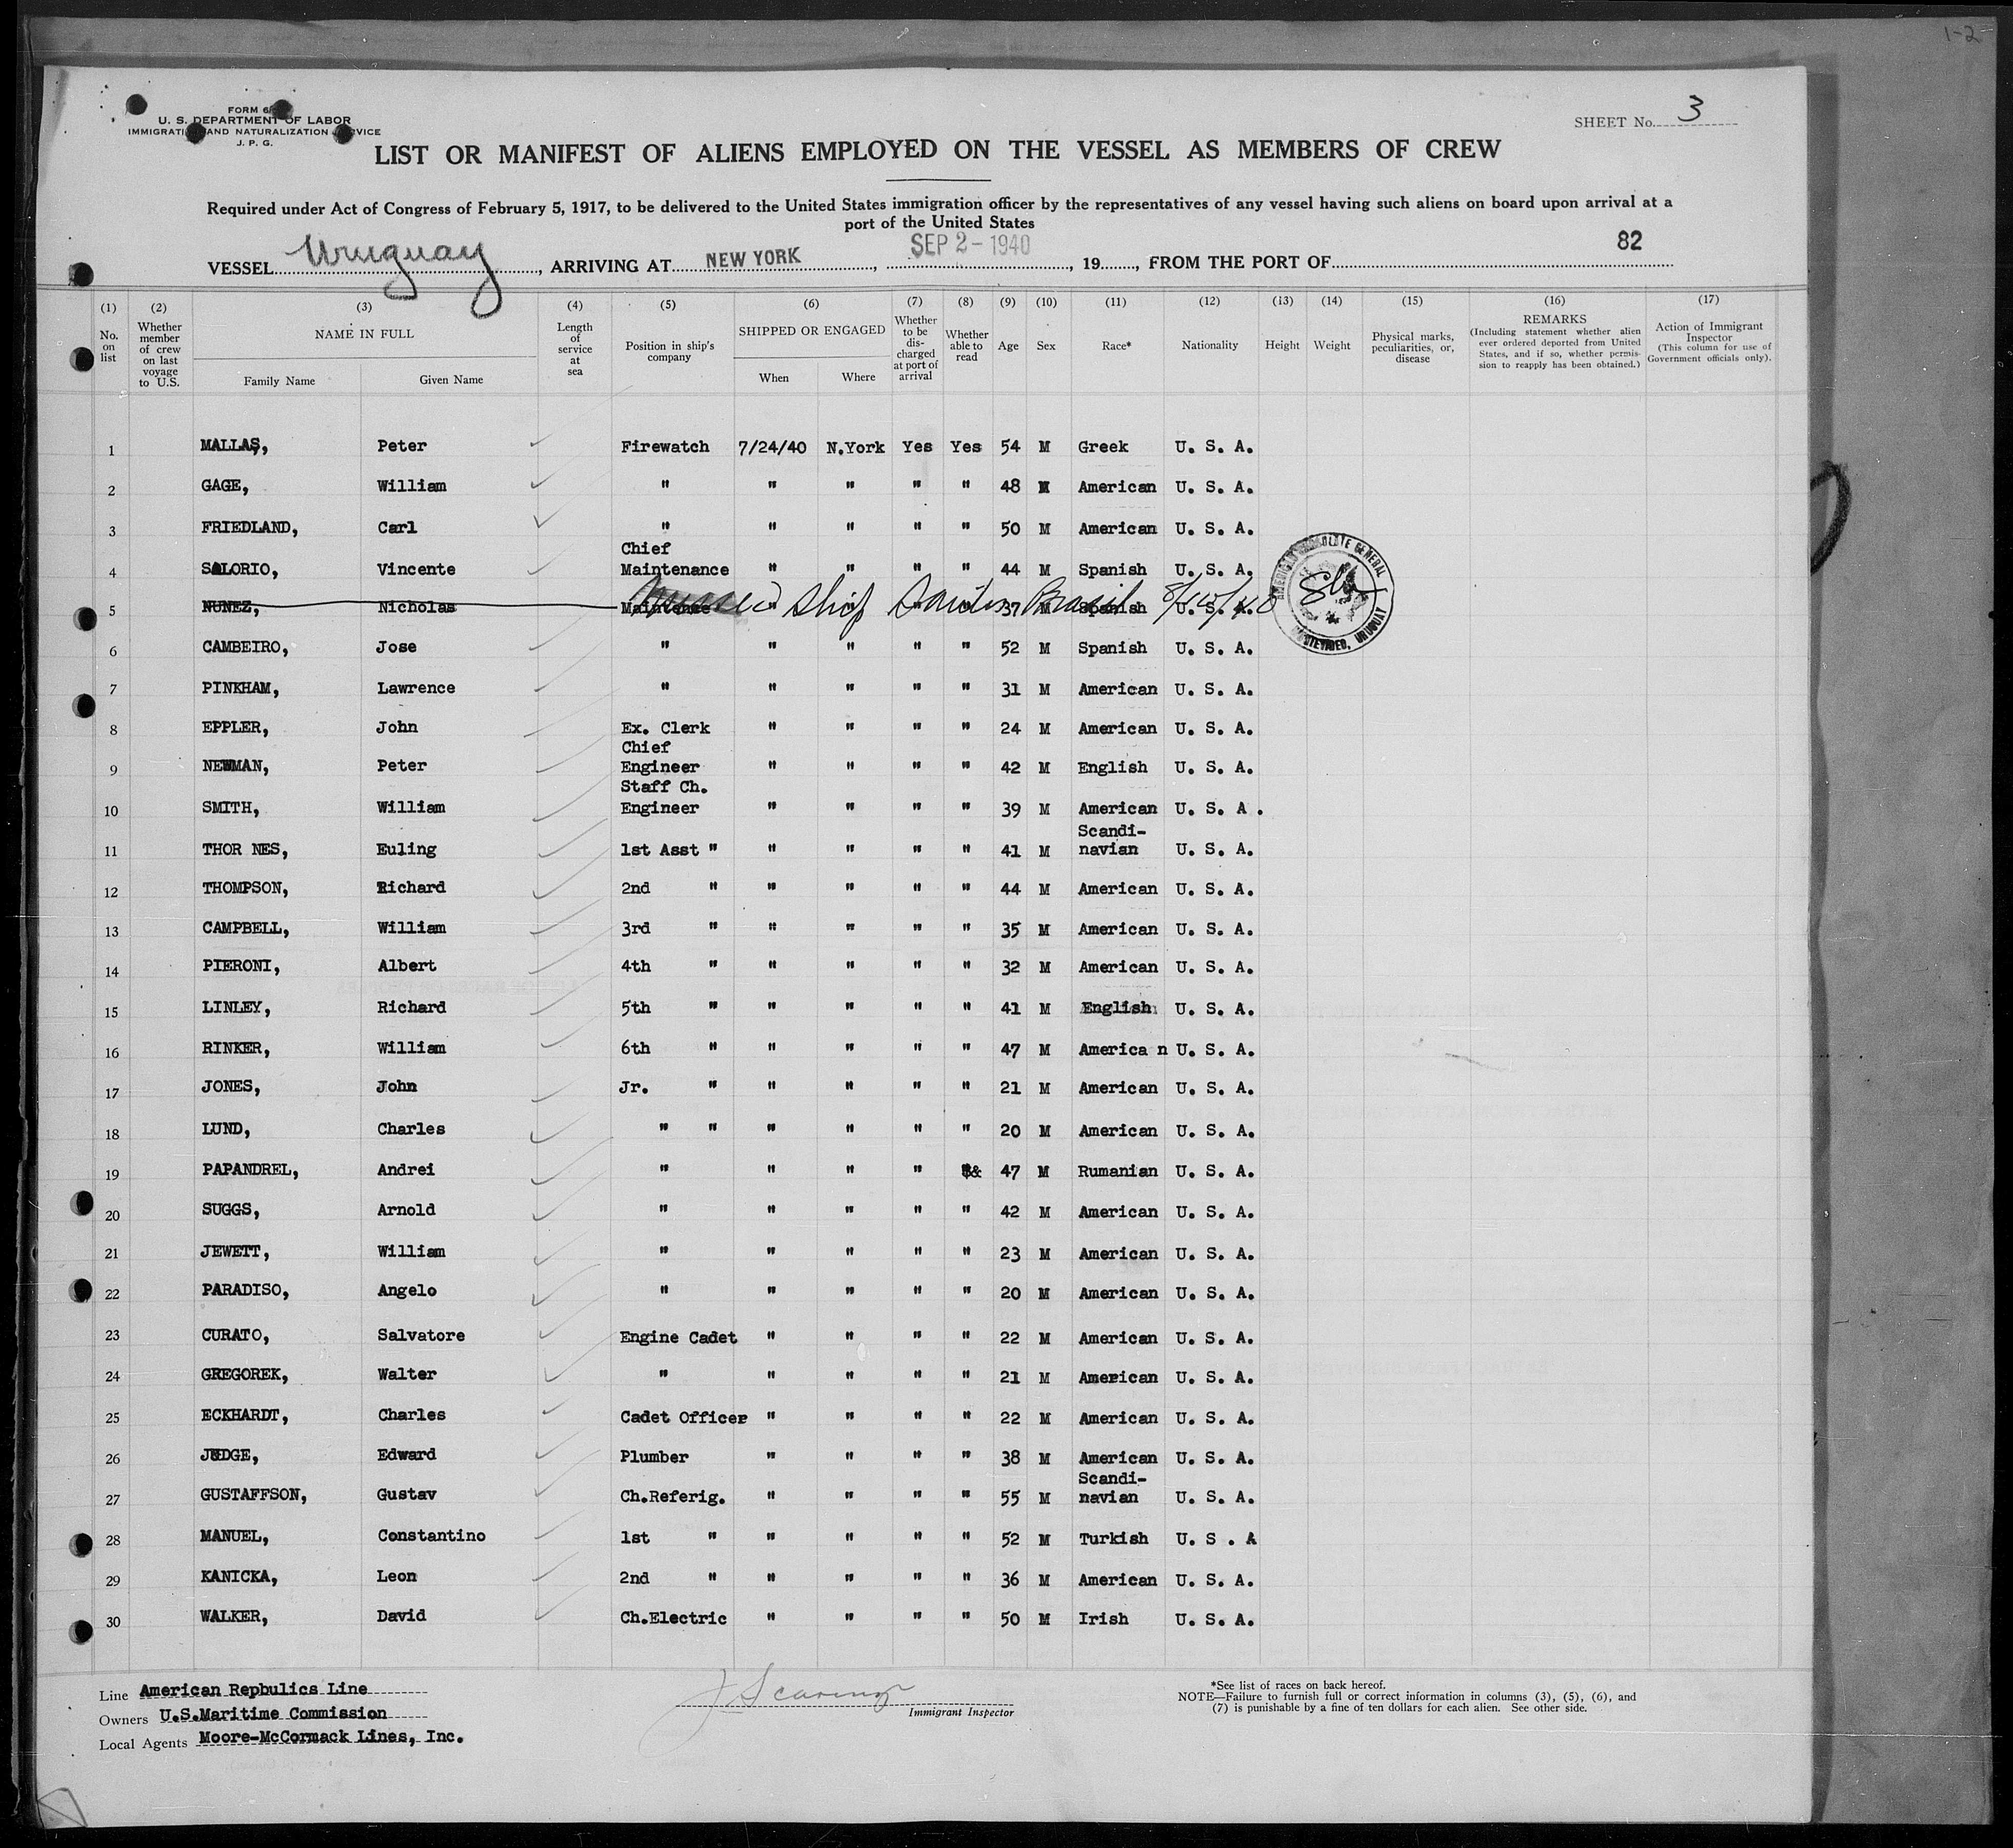 1-2
FORM 6
U. S. DEPARTMENT OF LABOR
IMMIGRATI AND NATURALIZATION RVICE
J. P. G.
SHEET No. 3
LIST OR MANIFEST OF ALIENS EMPLOYED ON THE VESSEL AS MEMBERS OF CREW
Required under Act of Congress of February 5, 1917, to be delivered to the United States immigration officer by the representatives of any vessel having such aliens on board upon arrival at a
port of the United States
VESSEL Uruguay, ARRIVING AT NEW YORK, SEP 2-1940, 19, FROM THE PORT OF 82
(1) (2) (3) (4) (5) (6) (7) (8) (9) (10) (11) (12) (13) (14) (15) (16) (17)
No. on list
Whether member of crew on last voyage to U.S.
NAME IN FULL
Family Name Given Name
Length of service at sea
Position in ship's company
SHIPPED OR ENGAGED
When Where
Whether to be discharged at port of arrival
Whether able to read
Age
Sex
Race*
Nationality
Height
Weight
Physical marks, peculiarities, or, disease
REMARKS (Including statement whether alien ever ordered deported from United States, and if so, whether permission to reapply has been obtained.)
Action of Immigrant Inspector (This column for use of Government officials only).
1 MALLAS, Peter Firewatch 7/24/40 N.York Yes Yes 54 M Greek U. S. A.
2 GAGE, William " " " " " 48 M American U. S. A.
3 FRIEDLAND, Carl " " " " " 50 M American U. S. A.
4 SALORIO, Vincente Chief Maintenance " " " " 44 M Spanish U. S. A.
5 NUNEZ, Nicholas Maintenance " " " " 37 M Spanish U. S. A.
Missed Ship Santos Brasil 8/10/40
AMERICAN CONSULATE GENERAL MONTEVIDEO, URUGUAY
6 CAMBEIRO, Jose " " " " " 52 M Spanish U. S. A.
7 PINKHAM, Lawrence " " " " " 31 M American U. S. A.
8 EPPLER, John Ex. Clerk " " " " 24 M American U. S. A.
9 NEWMAN, Peter Chief Engineer " " " " 42 M English U. S. A.
10 SMITH, William Staff Ch. Engineer " " " " 39 M American U. S. A .
11 THOR NES, Euling 1st Asst " " " " " 41 M Scandi-navian U. S. A.
12 THOMPSON, Richard 2nd " " " " " 44 M American U. S. A.
13 CAMPBELL, William 3rd " " " " " 35 M American U. S. A.
14 PIERONI, Albert 4th " " " " " 32 M American U. S. A.
15 LINLEY, Richard 5th " " " " " 41 M English U. S. A.
16 RINKER, William 6th " " " " " 47 M America n U. S. A.
17 JONES, John Jr. " " " " " 21 M American U. S. A.
18 LUND, Charles " " " " " " 20 M American U. S. A.
19 PAPANDREL, Andrei " " " " 47 M Rumanian U. S. A.
20 SUGGS, Arnold " " " " " 42 M American U. S. A.
21 JEWETT, William " " " " " 23 M American U. S. A.
22 PARADISO, Angelo " " " " " 20 M American U. S. A.
23 CURATO, Salvatore Engine Cadet " " " " 22 M American U. S. A.
24 GREGOREK, Walter " " " " " 21 M American U. S. A.
25 ECKHARDT, Charles Cadet Officer " " " " 22 M American U. S. A.
26 JUDGE, Edward Plumber " " " " 38 M American U. S. A.
27 GUSTAFFSON, Gustav Ch.Referig. " " " " 55 M Scandi-navian U. S. A.
28 MANUEL, Constantino 1st " " " " " 52 M Turkish U. S . A
29 KANICKA, Leon 2nd " " " " " 36 M American U. S. A.
30 WALKER, David Ch.Electric " " " " 50 M Irish U. S. A.
Line American Repbulics Line
Owners U.S.Maritime Commission
Local Agents Moore-McCormack Lines, Inc.
Immigrant Inspector
*See list of races on back hereof.
NOTE—Failure to furnish full or correct information in columns (3), (5), (6), and
(7) is punishable by a fine of ten dollars for each alien. See other side.